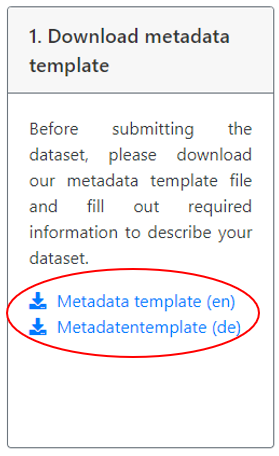 1. Download metadata
template
Before submitting the
dataset, please download
our metadata template file
and fill out required
information to describe your
dataset.
Metadata template (en)
Metadatentemplate (de)